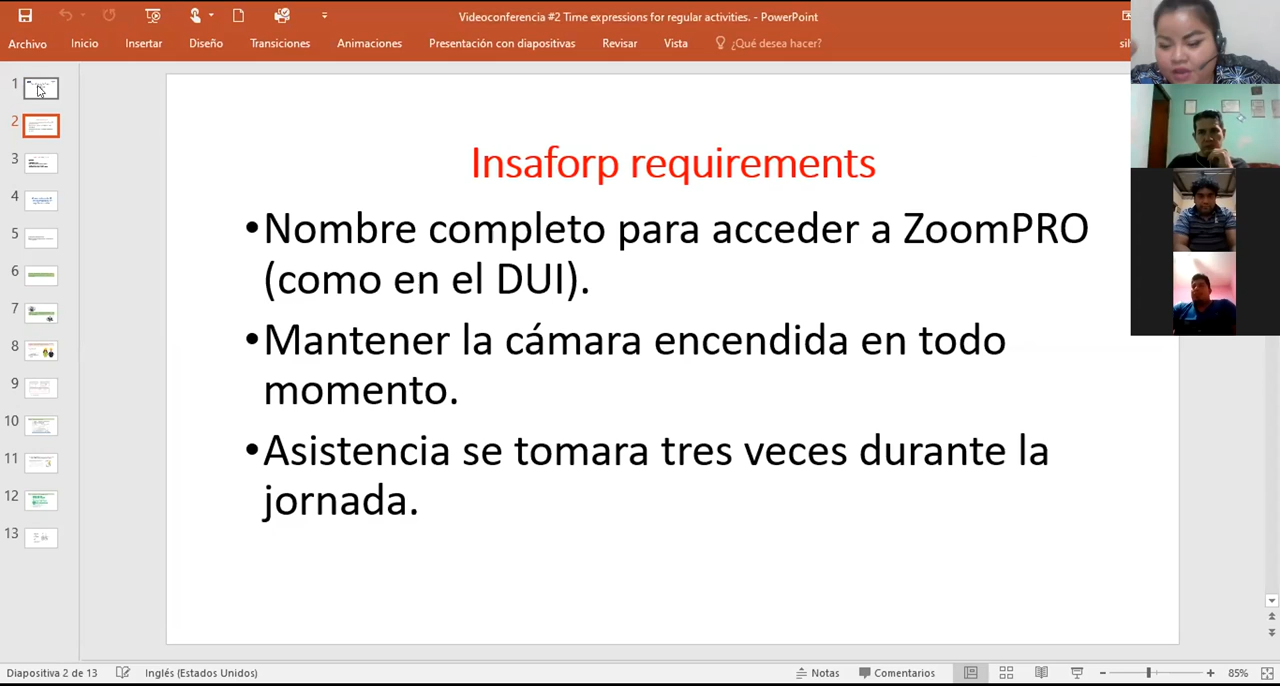 Videoconferencia #2 Time expressions for regular activities. - PowerPoint
Archivo Inicio Insertar Diseño Transiciones Animaciones Presentación con diapositivas Revisar Vista ¿Qué desea hacer?
1
2
3
4
5
6
7
8
9
10
11
12
13
Insaforp requirements
•Nombre completo para acceder a ZoomPRO
(como en el DUI).
•Mantener la cámara encendida en todo
momento.
•Asistencia se tomara tres veces durante la
jornada.
Diapositiva 2 de 13 Inglés (Estados Unidos) Notas Comentarios 85%